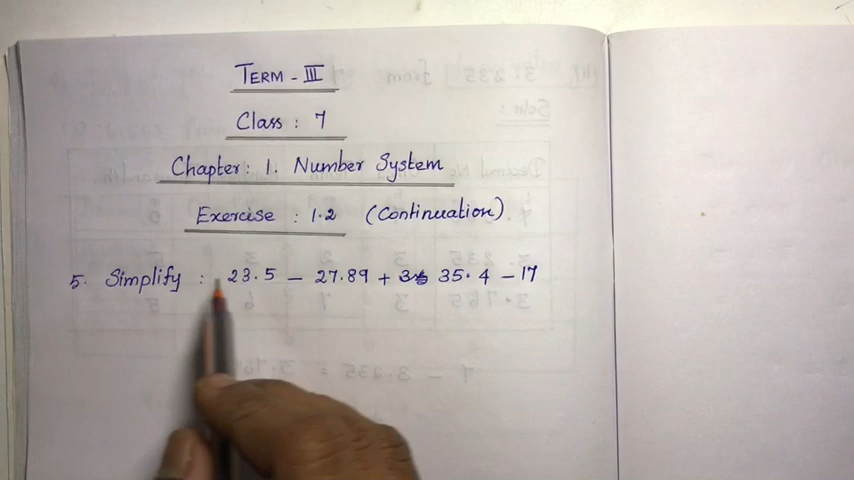 TERM - III
Class : 7
Chapter : 1. Number System
Exercise : 1.2 (Continuation)
5. Simplify : 23.5 - 27.89 + 35.4 - 17